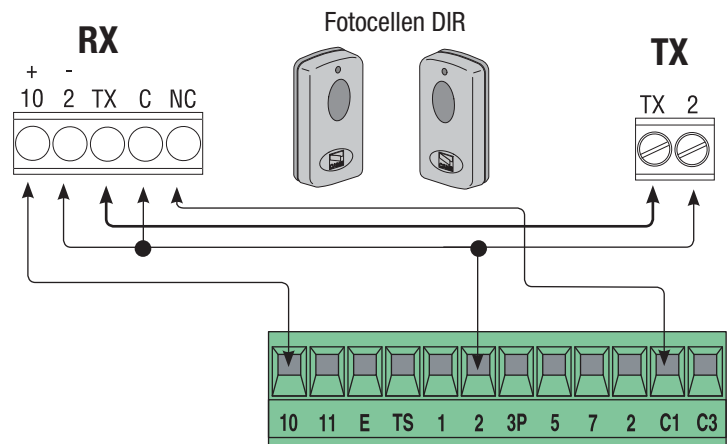 Fotocellen DIR
RX
TX
+ -
10 2 TX C NC
TX 2
10 11 E TS 1 2 3P 5 7 2 C1 C3